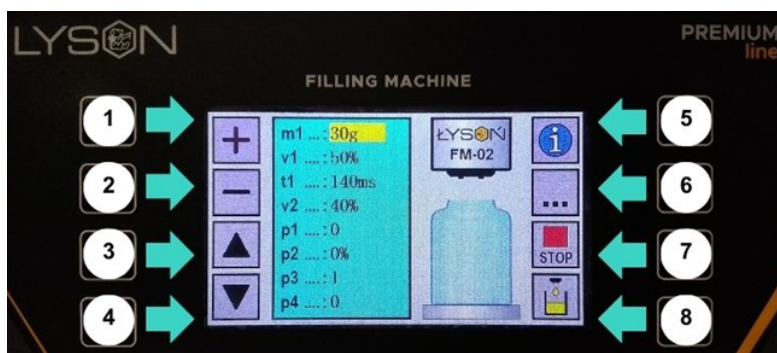 LYSON
PREMIUM
line
FILLING MACHINE
1
2
3
4
+
−
m1 ...: 30g
v1 ....: 50%
t1 ....: 140ms
v2 ....: 40%
p1 ....: 0
p2 ....: 0%
p3 ....: 1
p4 ....: 0
ŁYSOŃ
FM-02
i
...
STOP
5
6
7
8